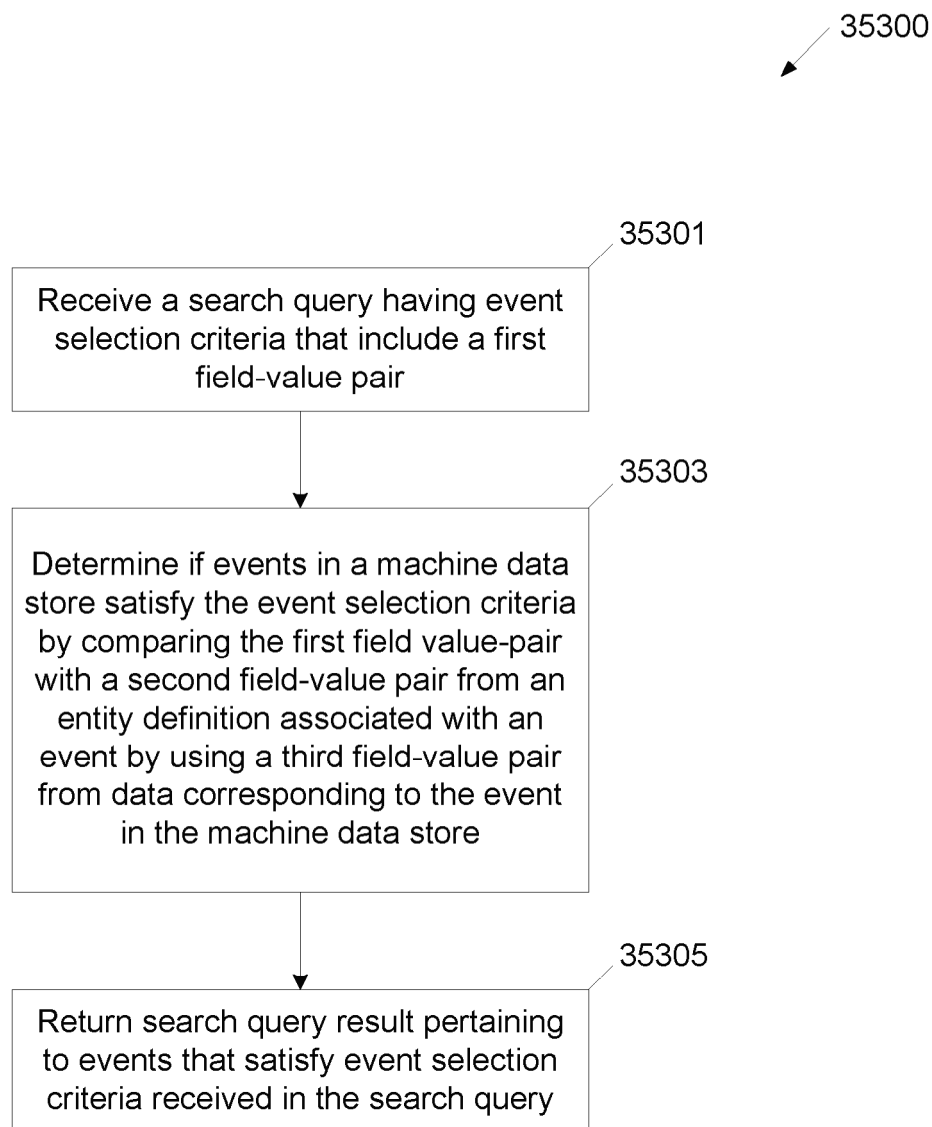 35300
35301
Receive a search query having event
selection criteria that include a first
field-value pair
35303
Determine if events in a machine data
store satisfy the event selection criteria
by comparing the first field value-pair
with a second field-value pair from an
entity definition associated with an
event by using a third field-value pair
from data corresponding to the event
in the machine data store
35305
Return search query result pertaining
to events that satisfy event selection
criteria received in the search query